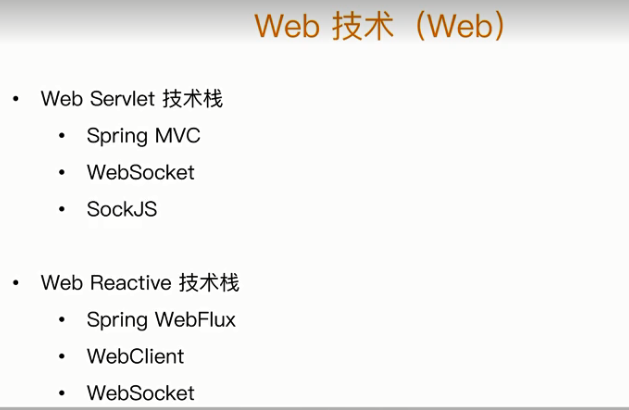 Web 技术（Web）
• Web Servlet 技术栈
• Spring MVC
• WebSocket
• SockJS
• Web Reactive 技术栈
• Spring WebFlux
• WebClient
• WebSocket